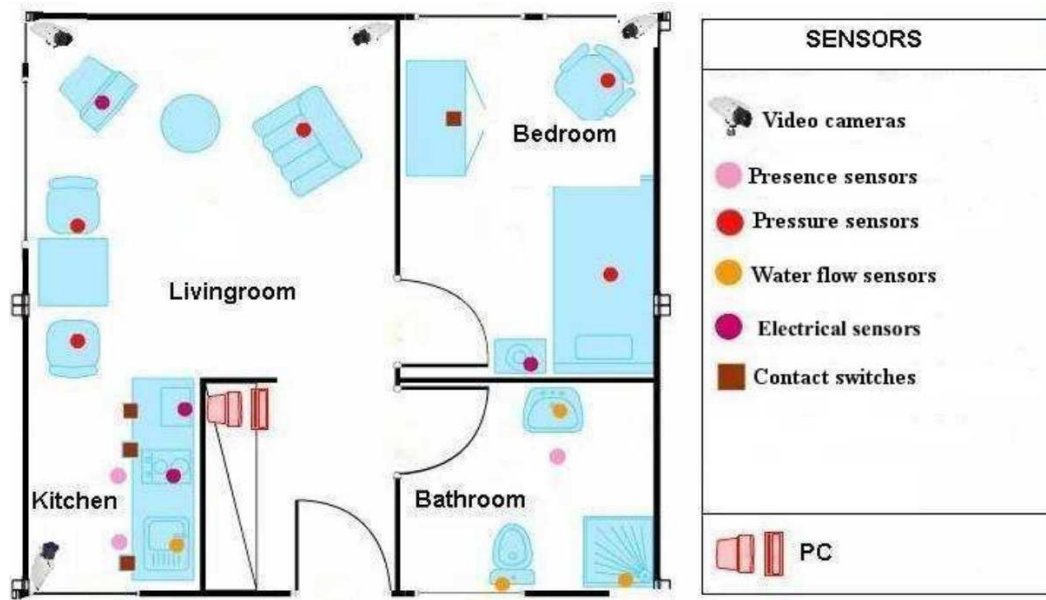 SENSORS
Video cameras
Bedroom
Presence sensors
Pressure sensors
Water flow sensors
Livingroom
Electrical sensors
Contact switches
Kitchen
Bathroom
PC